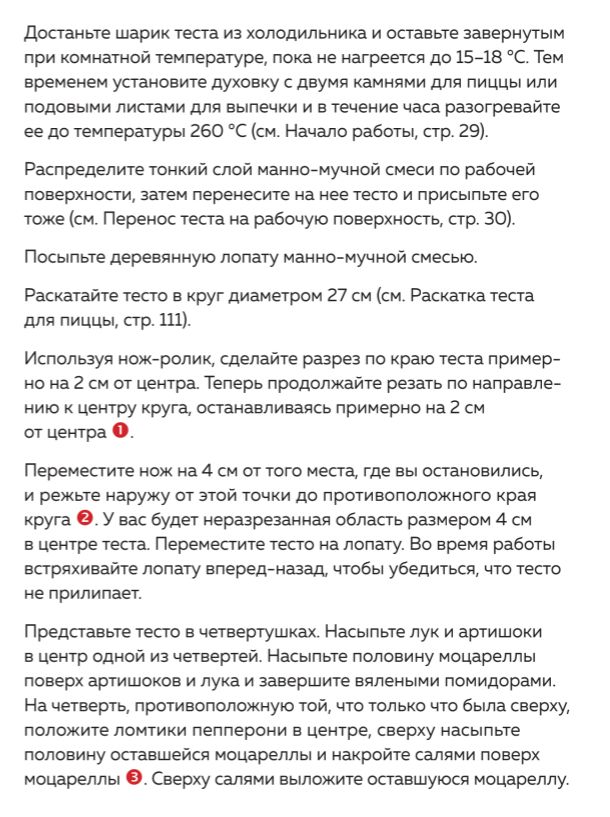 Достаньте шарик теста из холодильника и оставьте завернутым
при комнатной температуре, пока не нагреется до 15–18 °C. Тем
временем установите духовку с двумя камнями для пиццы или
подовыми листами для выпечки и в течение часа разогревайте
ее до температуры 260 °C (см. Начало работы, стр. 29).
Распределите тонкий слой манно-мучной смеси по рабочей
поверхности, затем перенесите на нее тесто и присыпьте его
тоже (см. Перенос теста на рабочую поверхность, стр. 30).
Посыпьте деревянную лопату манно-мучной смесью.
Раскатайте тесто в круг диаметром 27 см (см. Раскатка теста
для пиццы, стр. 111).
Используя нож-ролик, сделайте разрез по краю теста пример-
но на 2 см от центра. Теперь продолжайте резать по направле-
нию к центру круга, останавливаясь примерно на 2 см
от центра ❶.
Переместите нож на 4 см от того места, где вы остановились,
и режьте наружу от этой точки до противоположного края
круга ❷. У вас будет неразрезанная область размером 4 см
в центре теста. Переместите тесто на лопату. Во время работы
встряхивайте лопату вперед-назад, чтобы убедиться, что тесто
не прилипает.
Представьте тесто в четвертушках. Насыпьте лук и артишоки
в центр одной из четвертей. Насыпьте половину моцареллы
поверх артишоков и лука и завершите вялеными помидорами.
На четверть, противоположную той, что только что была сверху,
положите ломтики пепперони в центре, сверху насыпьте
половину оставшейся моцареллы и накройте салями поверх
моцареллы ❸. Сверху салями выложите оставшуюся моцареллу.